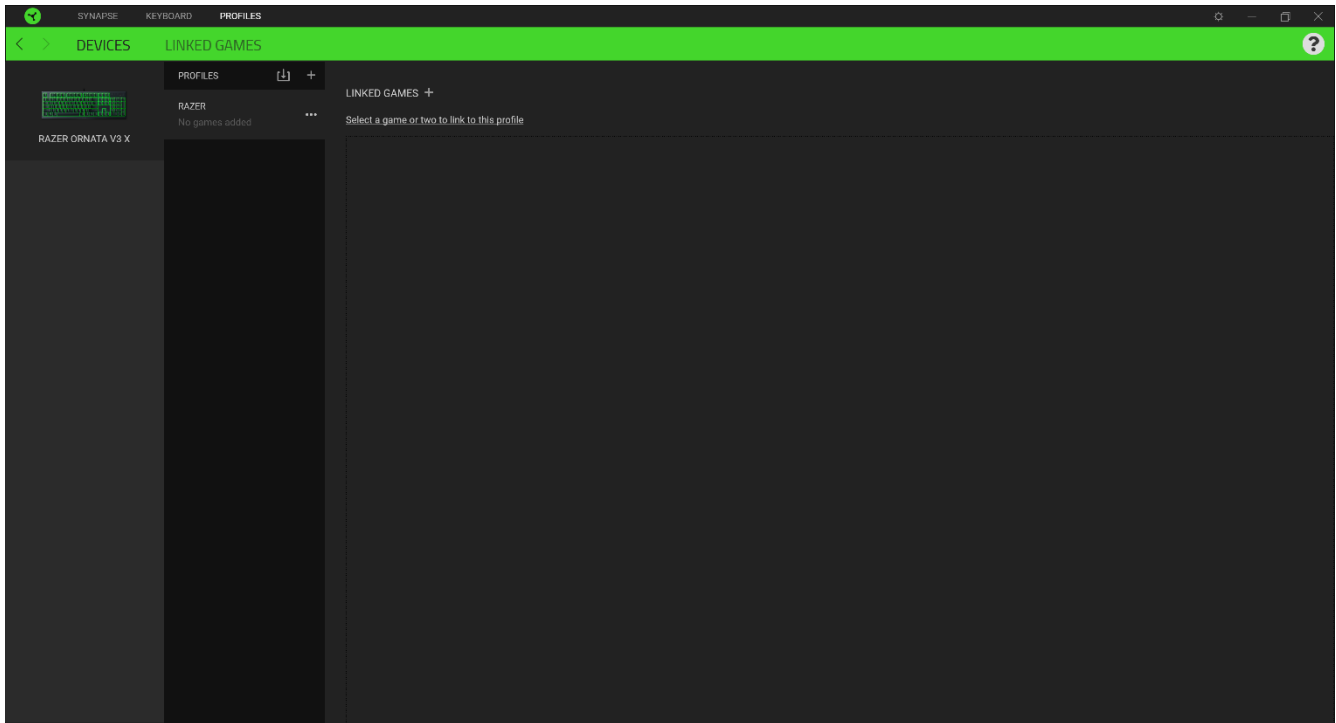 SYNAPSE KEYBOARD PROFILES
DEVICES LINKED GAMES ?
PROFILES +
LINKED GAMES +
RAZER
No games added
Select a game or two to link to this profile
RAZER ORNATA V3 X